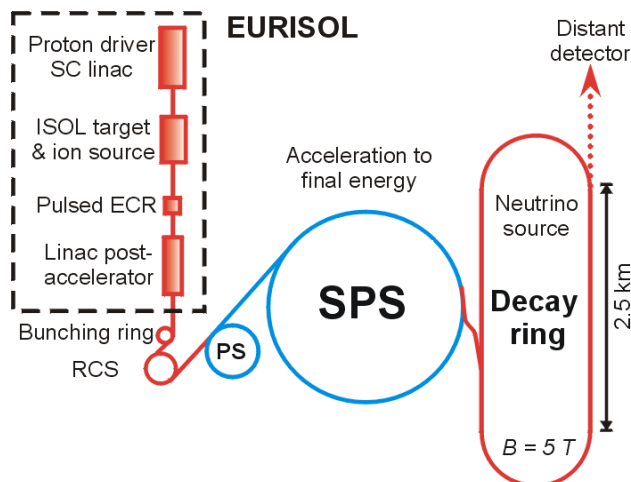 EURISOL
Proton driver
SC linac
ISOL target
& ion source
Pulsed ECR
Linac post-
accelerator
Bunching ring
RCS
PS
Acceleration to
final energy
SPS
Distant
detector
Neutrino
source
Decay
ring
2.5 km
B = 5 T